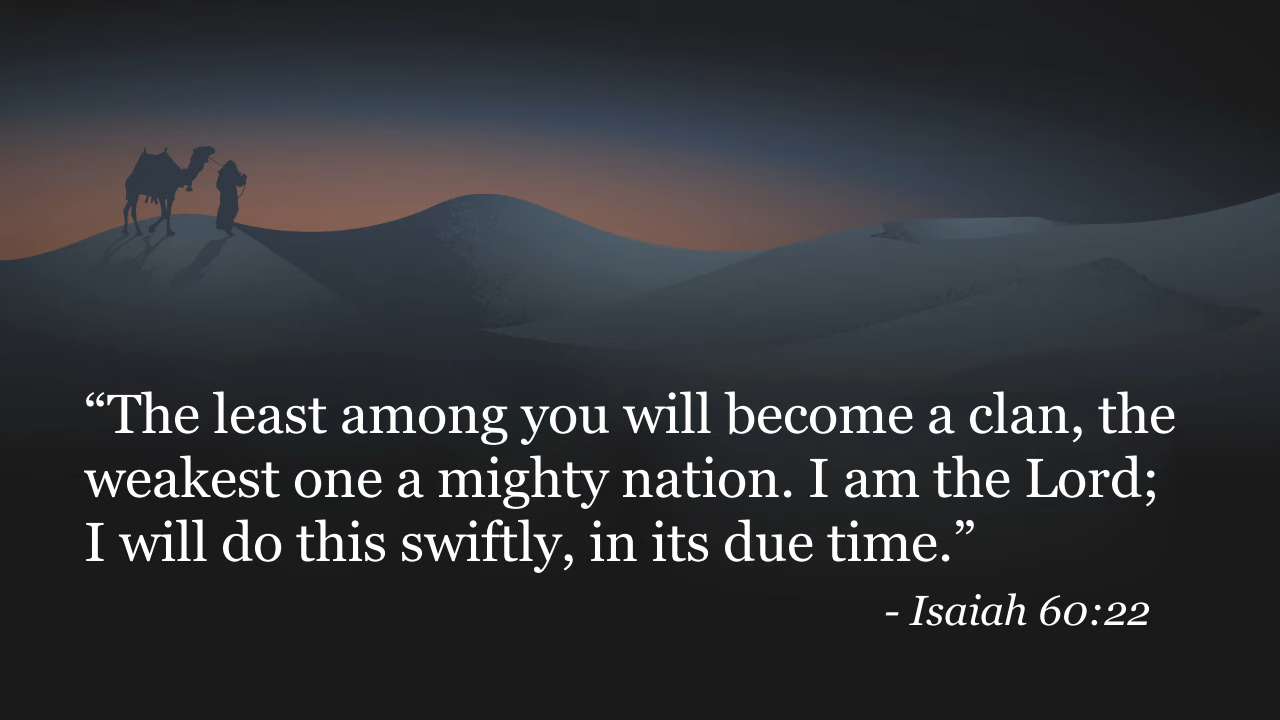 “The least among you will become a clan, the
weakest one a mighty nation. I am the Lord;
I will do this swiftly, in its due time.”
- Isaiah 60:22